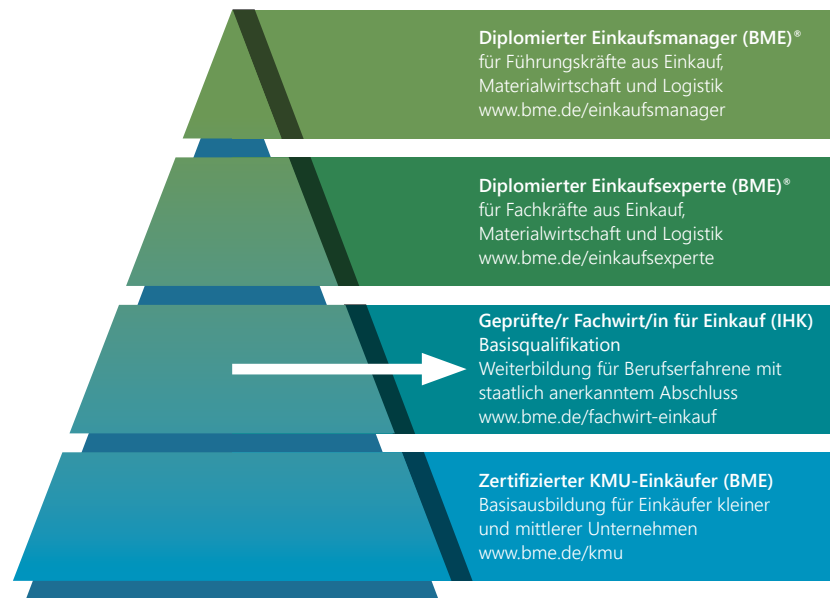 Diplomierter Einkaufsmanager (BME)®
für Führungskräfte aus Einkauf,
Materialwirtschaft und Logistik
www.bme.de/einkaufsmanager
Diplomierter Einkaufsexperte (BME)®
für Fachkräfte aus Einkauf,
Materialwirtschaft und Logistik
www.bme.de/einkaufsexperte
Geprüfte/r Fachwirt/in für Einkauf (IHK)
Basisqualifikation
Weiterbildung für Berufserfahrene mit
staatlich anerkanntem Abschluss
www.bme.de/fachwirt-einkauf
Zertifizierter KMU-Einkäufer (BME)
Basisausbildung für Einkäufer kleiner
und mittlerer Unternehmen
www.bme.de/kmu